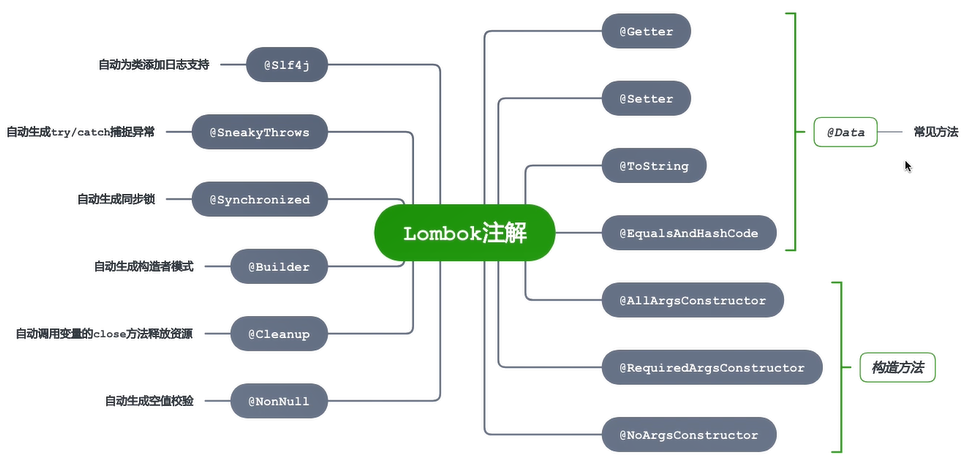 自动为类添加日志支持
@Slf4j
自动生成try/catch捕捉异常
@SneakyThrows
自动生成同步锁
@Synchronized
自动生成构造者模式
@Builder
自动调用变量的close方法释放资源
@Cleanup
自动生成空值校验
@NonNull
Lombok注解
@Getter
@Setter
@ToString
@EqualsAndHashCode
@Data
常见方法
@AllArgsConstructor
@RequiredArgsConstructor
@NoArgsConstructor
构造方法